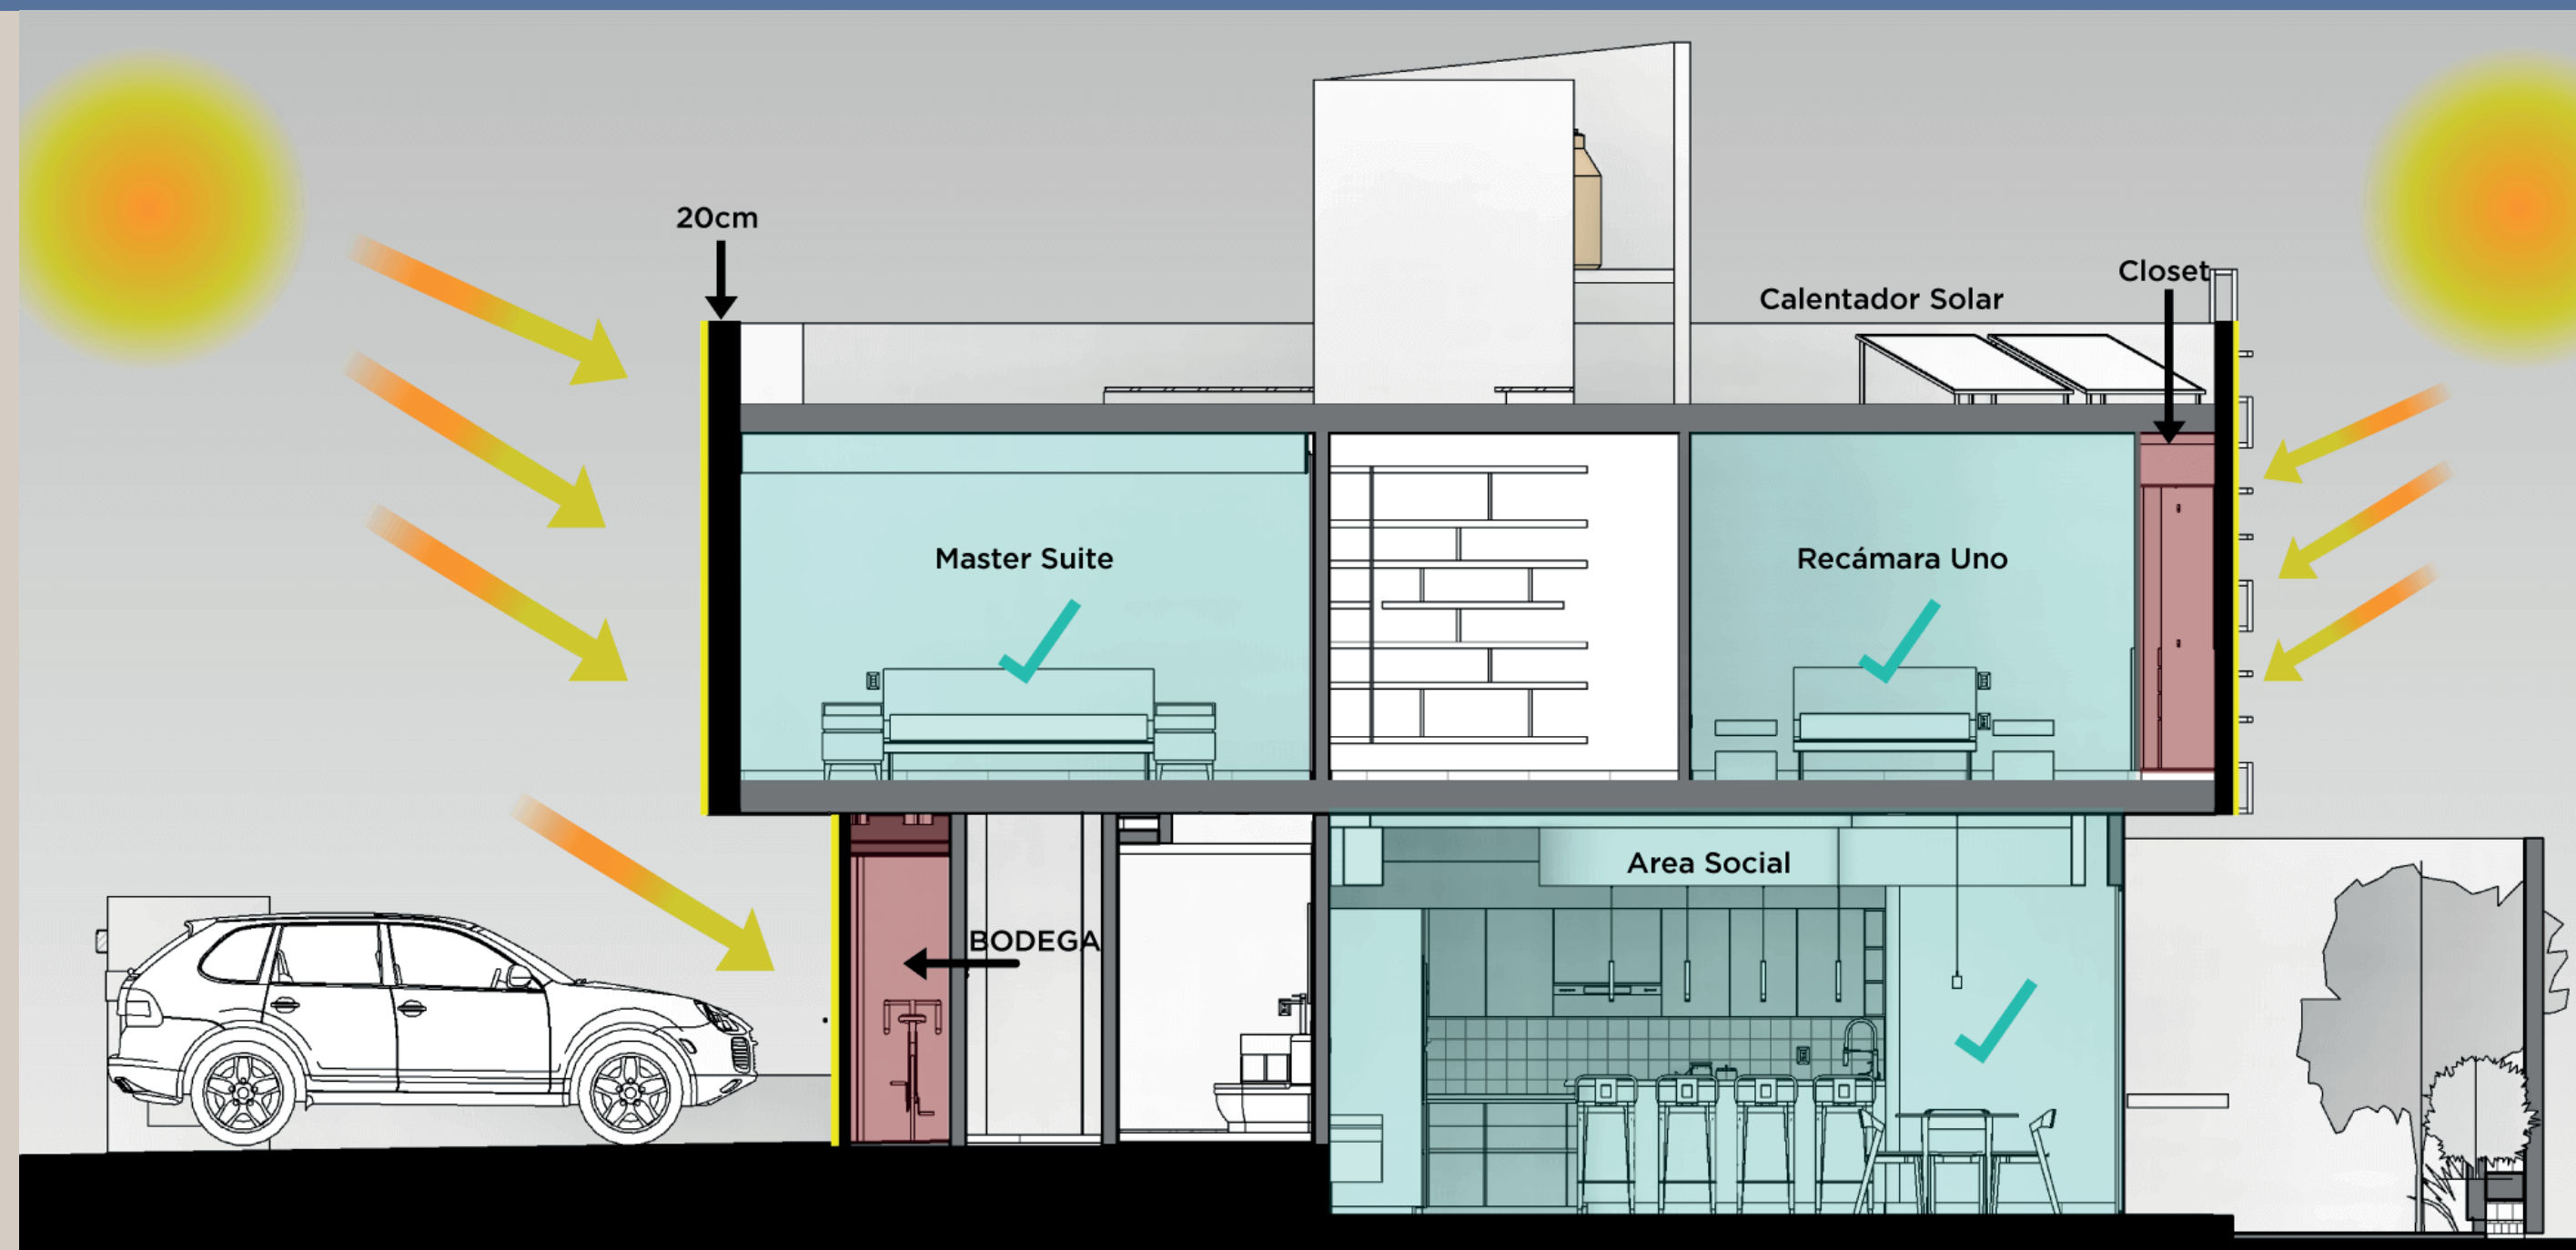 20cm
Closet
Calentador Solar
Master Suite
Recámara Uno
Area Social
BODEGA